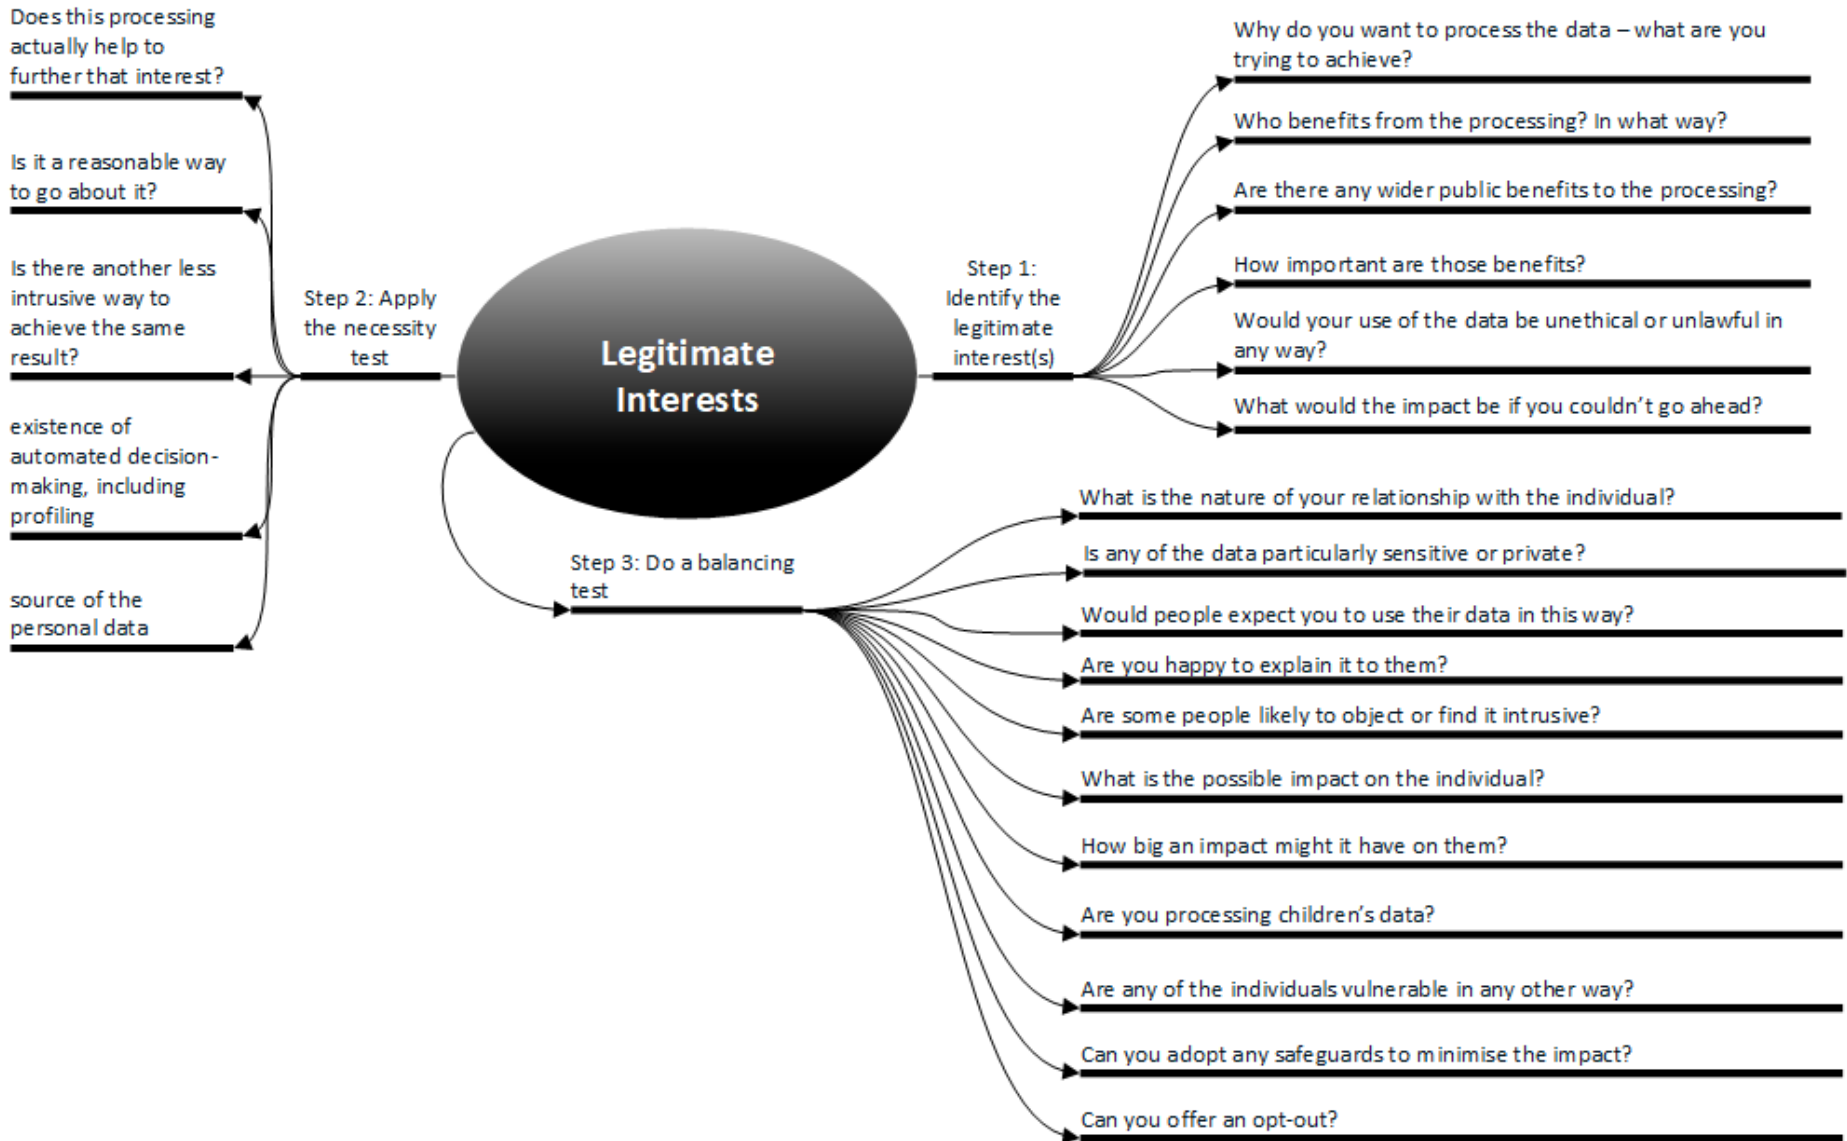 Legitimate
Interests
Step 1:
Identify the
legitimate
interest(s)
Why do you want to process the data – what are you
trying to achieve?
Who benefits from the processing? In what way?
Are there any wider public benefits to the processing?
How important are those benefits?
Would your use of the data be unethical or unlawful in
any way?
What would the impact be if you couldn’t go ahead?
Step 2: Apply
the necessity
test
Does this processing
actually help to
further that interest?
Is it a reasonable way
to go about it?
Is there another less
intrusive way to
achieve the same
result?
existence of
automated decision-
making, including
profiling
source of the
personal data
Step 3: Do a balancing
test
What is the nature of your relationship with the individual?
Is any of the data particularly sensitive or private?
Would people expect you to use their data in this way?
Are you happy to explain it to them?
Are some people likely to object or find it intrusive?
What is the possible impact on the individual?
How big an impact might it have on them?
Are you processing children’s data?
Are any of the individuals vulnerable in any other way?
Can you adopt any safeguards to minimise the impact?
Can you offer an opt-out?